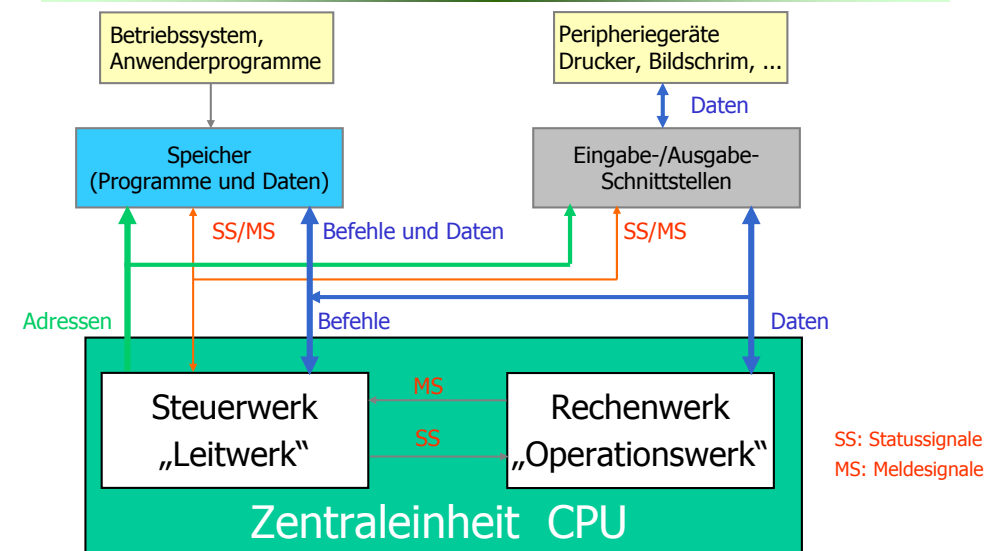 Betriebssystem,
Anwenderprogramme
Peripheriegeräte
Drucker, Bildschrim, ...
Daten
Speicher
(Programme und Daten)
Eingabe-/Ausgabe-
Schnittstellen
SS/MS
Befehle und Daten
SS/MS
Adressen
Befehle
Daten
Steuerwerk
„Leitwerk“
MS
SS
Rechenwerk
„Operationswerk“
SS: Statussignale
MS: Meldesignale
Zentraleinheit CPU